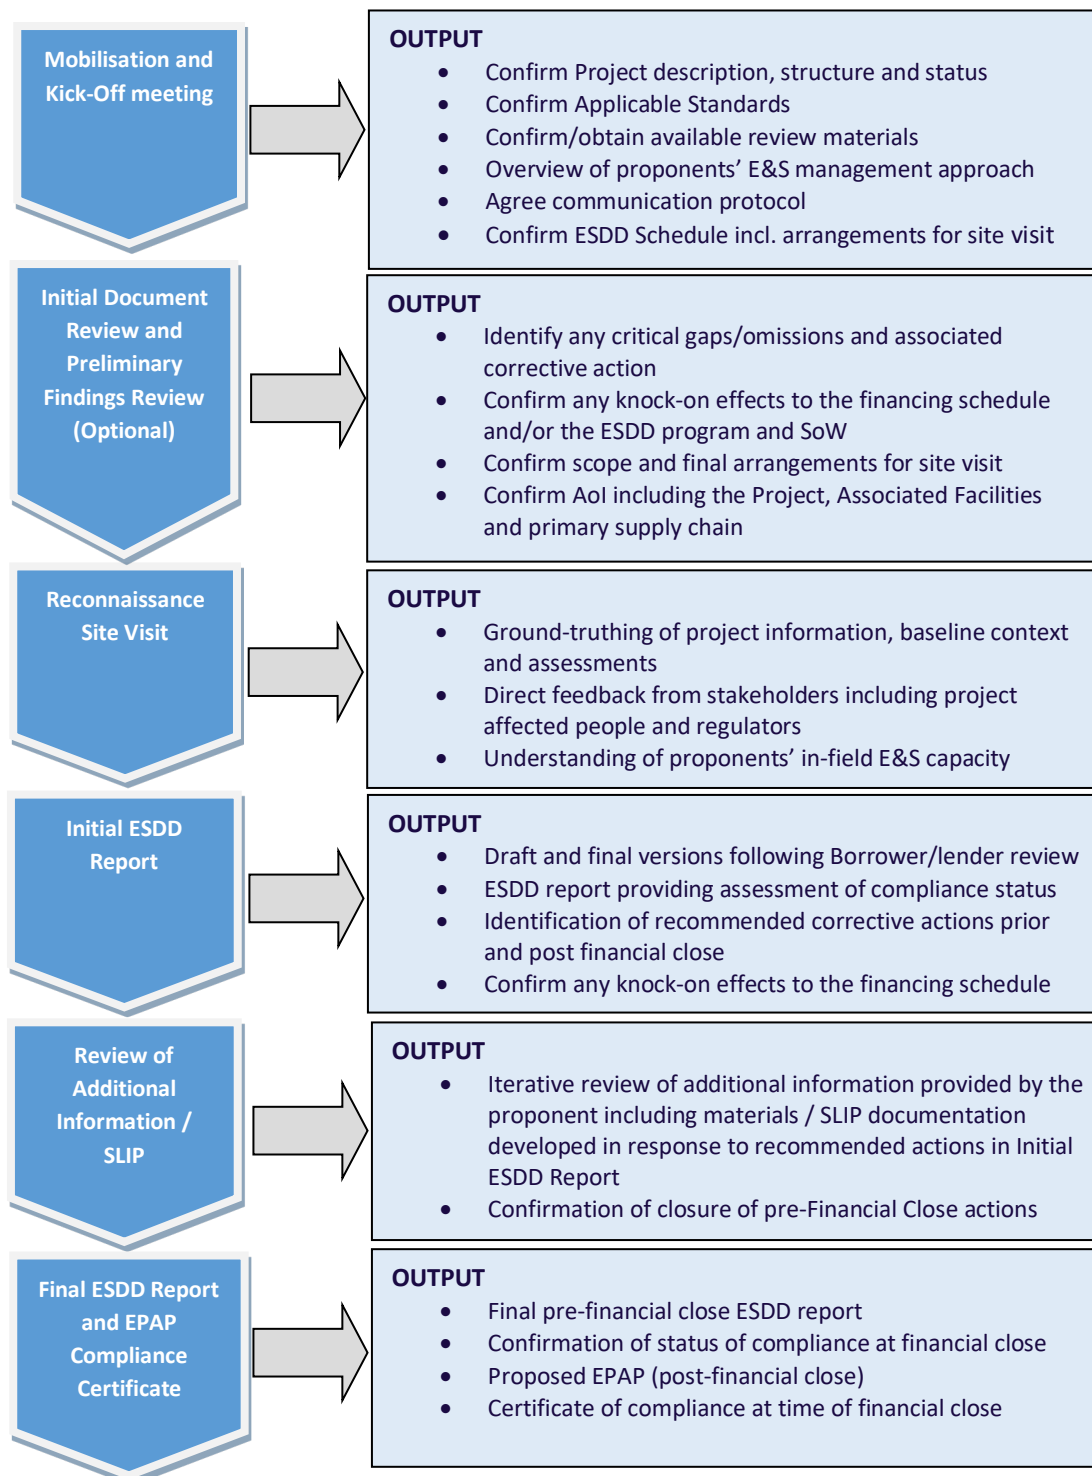 Mobilisation and
Kick-Off meeting
OUTPUT
• Confirm Project description, structure and status
• Confirm Applicable Standards
• Confirm/obtain available review materials
• Overview of proponents’ E&S management approach
• Agree communication protocol
• Confirm ESDD Schedule incl. arrangements for site visit
Initial Document
Review and
Preliminary
Findings Review
(Optional)
OUTPUT
• Identify any critical gaps/omissions and associated
corrective action
• Confirm any knock-on effects to the financing schedule
and/or the ESDD program and SoW
• Confirm scope and final arrangements for site visit
• Confirm AoI including the Project, Associated Facilities
and primary supply chain
Reconnaissance
Site Visit
OUTPUT
• Ground-truthing of project information, baseline context
and assessments
• Direct feedback from stakeholders including project
affected people and regulators
• Understanding of proponents’ in-field E&S capacity
Initial ESDD
Report
OUTPUT
• Draft and final versions following Borrower/lender review
• ESDD report providing assessment of compliance status
• Identification of recommended corrective actions prior
and post financial close
• Confirm any knock-on effects to the financing schedule
Review of
Additional
Information /
SLIP
OUTPUT
• Iterative review of additional information provided by the
proponent including materials / SLIP documentation
developed in response to recommended actions in Initial
ESDD Report
• Confirmation of closure of pre-Financial Close actions
Final ESDD Report
and EPAP
Compliance
Certificate
OUTPUT
• Final pre-financial close ESDD report
• Confirmation of status of compliance at financial close
• Proposed EPAP (post-financial close)
• Certificate of compliance at time of financial close